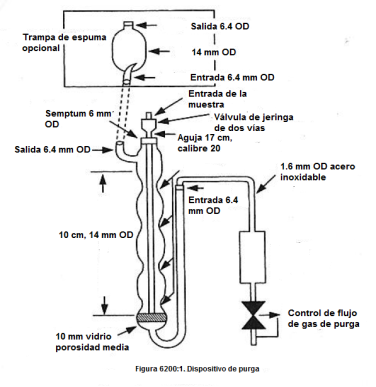 Trampa de espuma
opcional
Salida 6.4 OD
14 mm OD
Entrada 6.4 mm OD
Entrada de la
muestra
Semptum 6 mm
OD
Válvula de jeringa
de dos vías
Aguja 17 cm,
calibre 20
Salida 6.4 mm OD
1.6 mm OD acero
inoxidable
Entrada 6.4
mm OD
10 cm, 14 mm OD
Control de flujo
de gas de purga
10 mm vidrio
porosidad media
Figura 6200:1. Dispositivo de purga